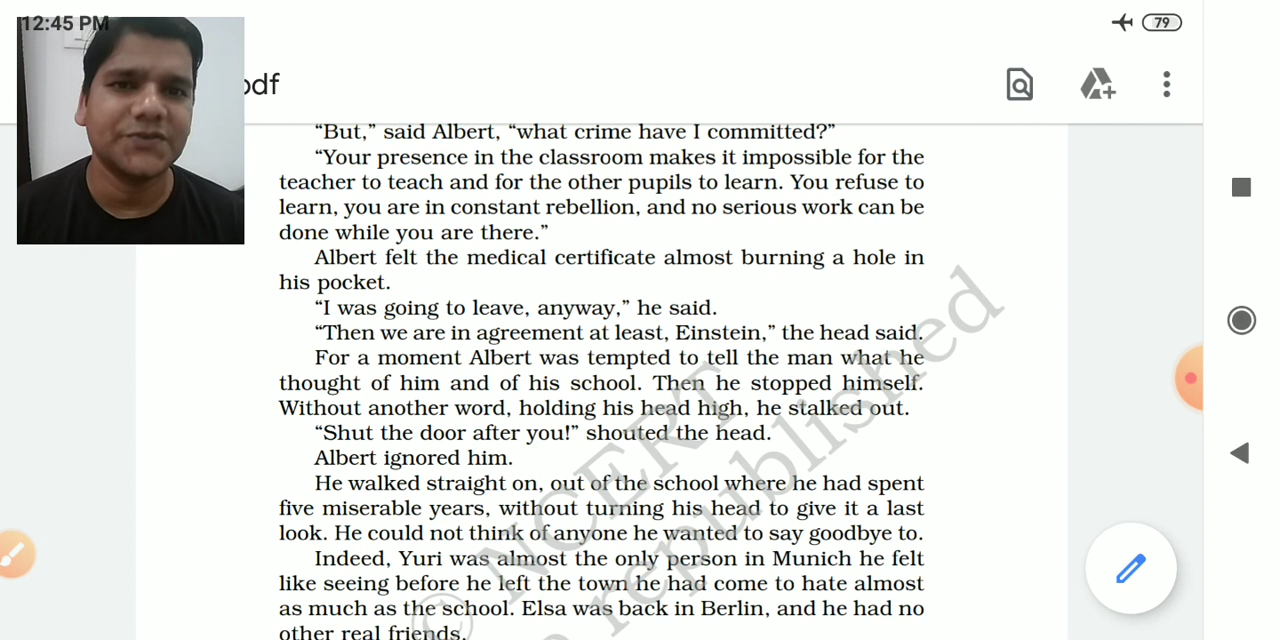 12:45 PM
79
pdf
“But,” said Albert, “what crime have I committed?”
“Your presence in the classroom makes it impossible for the
teacher to teach and for the other pupils to learn. You refuse to
learn, you are in constant rebellion, and no serious work can be
done while you are there.”
Albert felt the medical certificate almost burning a hole in
his pocket.
“I was going to leave, anyway,” he said.
“Then we are in agreement at least, Einstein,” the head said.
For a moment Albert was tempted to tell the man what he
thought of him and of his school. Then he stopped himself.
Without another word, holding his head high, he stalked out.
“Shut the door after you!” shouted the head.
Albert ignored him.
He walked straight on, out of the school where he had spent
five miserable years, without turning his head to give it a last
look. He could not think of anyone he wanted to say goodbye to.
Indeed, Yuri was almost the only person in Munich he felt
like seeing before he left the town he had come to hate almost
as much as the school. Elsa was back in Berlin, and he had no
other real friends.
© NCERT
republished